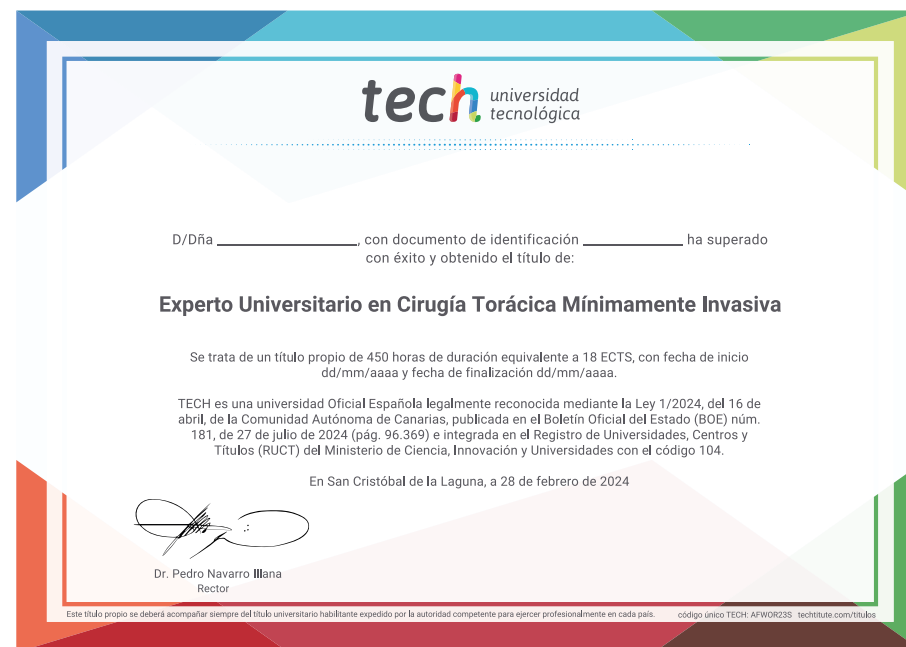 tech universidad
tecnológica
D/Dña ____________________, con documento de identificación ______________ ha superado
con éxito y obtenido el título de:
Experto Universitario en Cirugía Torácica Mínimamente Invasiva
Se trata de un título propio de 450 horas de duración equivalente a 18 ECTS, con fecha de inicio
dd/mm/aaaa y fecha de finalización dd/mm/aaaa.
TECH es una universidad Oficial Española legalmente reconocida mediante la Ley 1/2024, del 16 de
abril, de la Comunidad Autónoma de Canarias, publicada en el Boletín Oficial del Estado (BOE) núm.
181, de 27 de julio de 2024 (pág. 96.369) e integrada en el Registro de Universidades, Centros y
Títulos (RUCT) del Ministerio de Ciencia, Innovación y Universidades con el código 104.
En San Cristóbal de la Laguna, a 28 de febrero de 2024
Dr. Pedro Navarro Illana
Rector
Este título propio se deberá acompañar siempre del título universitario habilitante expedido por la autoridad competente para ejercer profesionalmente en cada país. código único TECH: AFWOR23S techtitute.com/titulos